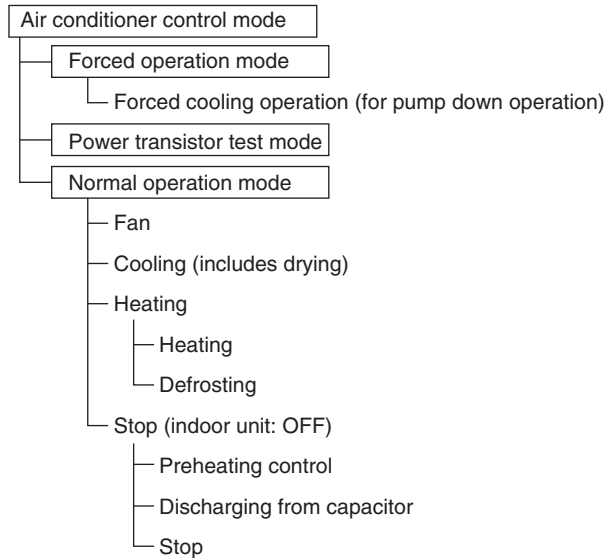 Air conditioner control mode
Forced operation mode
Forced cooling operation (for pump down operation)
Power transistor test mode
Normal operation mode
Fan
Cooling (includes drying)
Heating
Heating
Defrosting
Stop (indoor unit: OFF)
Preheating control
Discharging from capacitor
Stop